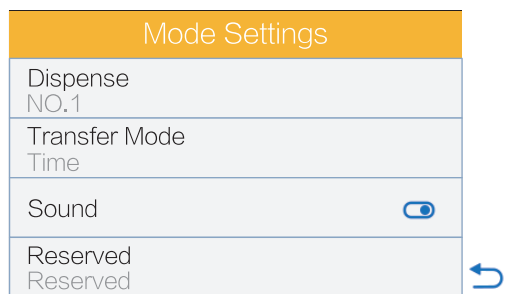 Mode Settings
Dispense
NO.1
Transfer Mode
Time
Sound
Reserved
Reserved